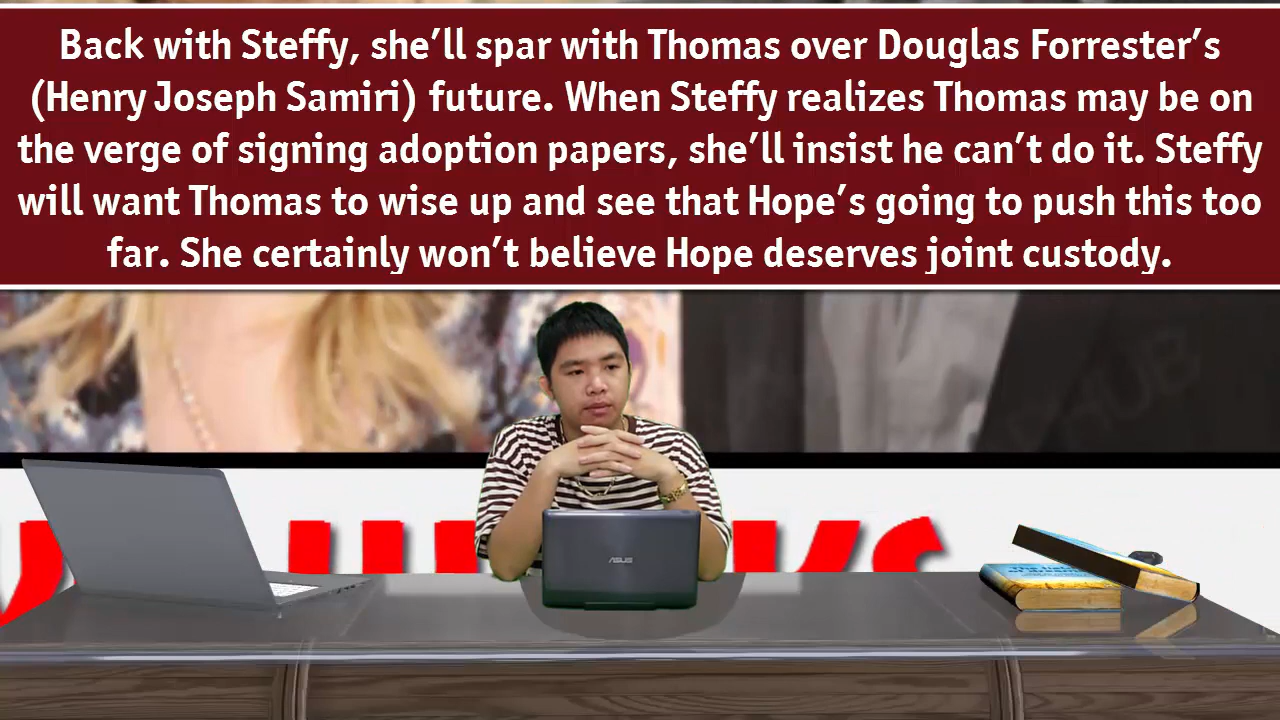 Back with Steffy, she’ll spar with Thomas over Douglas Forrester’s
(Henry Joseph Samiri) future. When Steffy realizes Thomas may be on
the verge of signing adoption papers, she’ll insist he can’t do it. Steffy
will want Thomas to wise up and see that Hope’s going to push this too
far. She certainly won’t believe Hope deserves joint custody.
ASUS